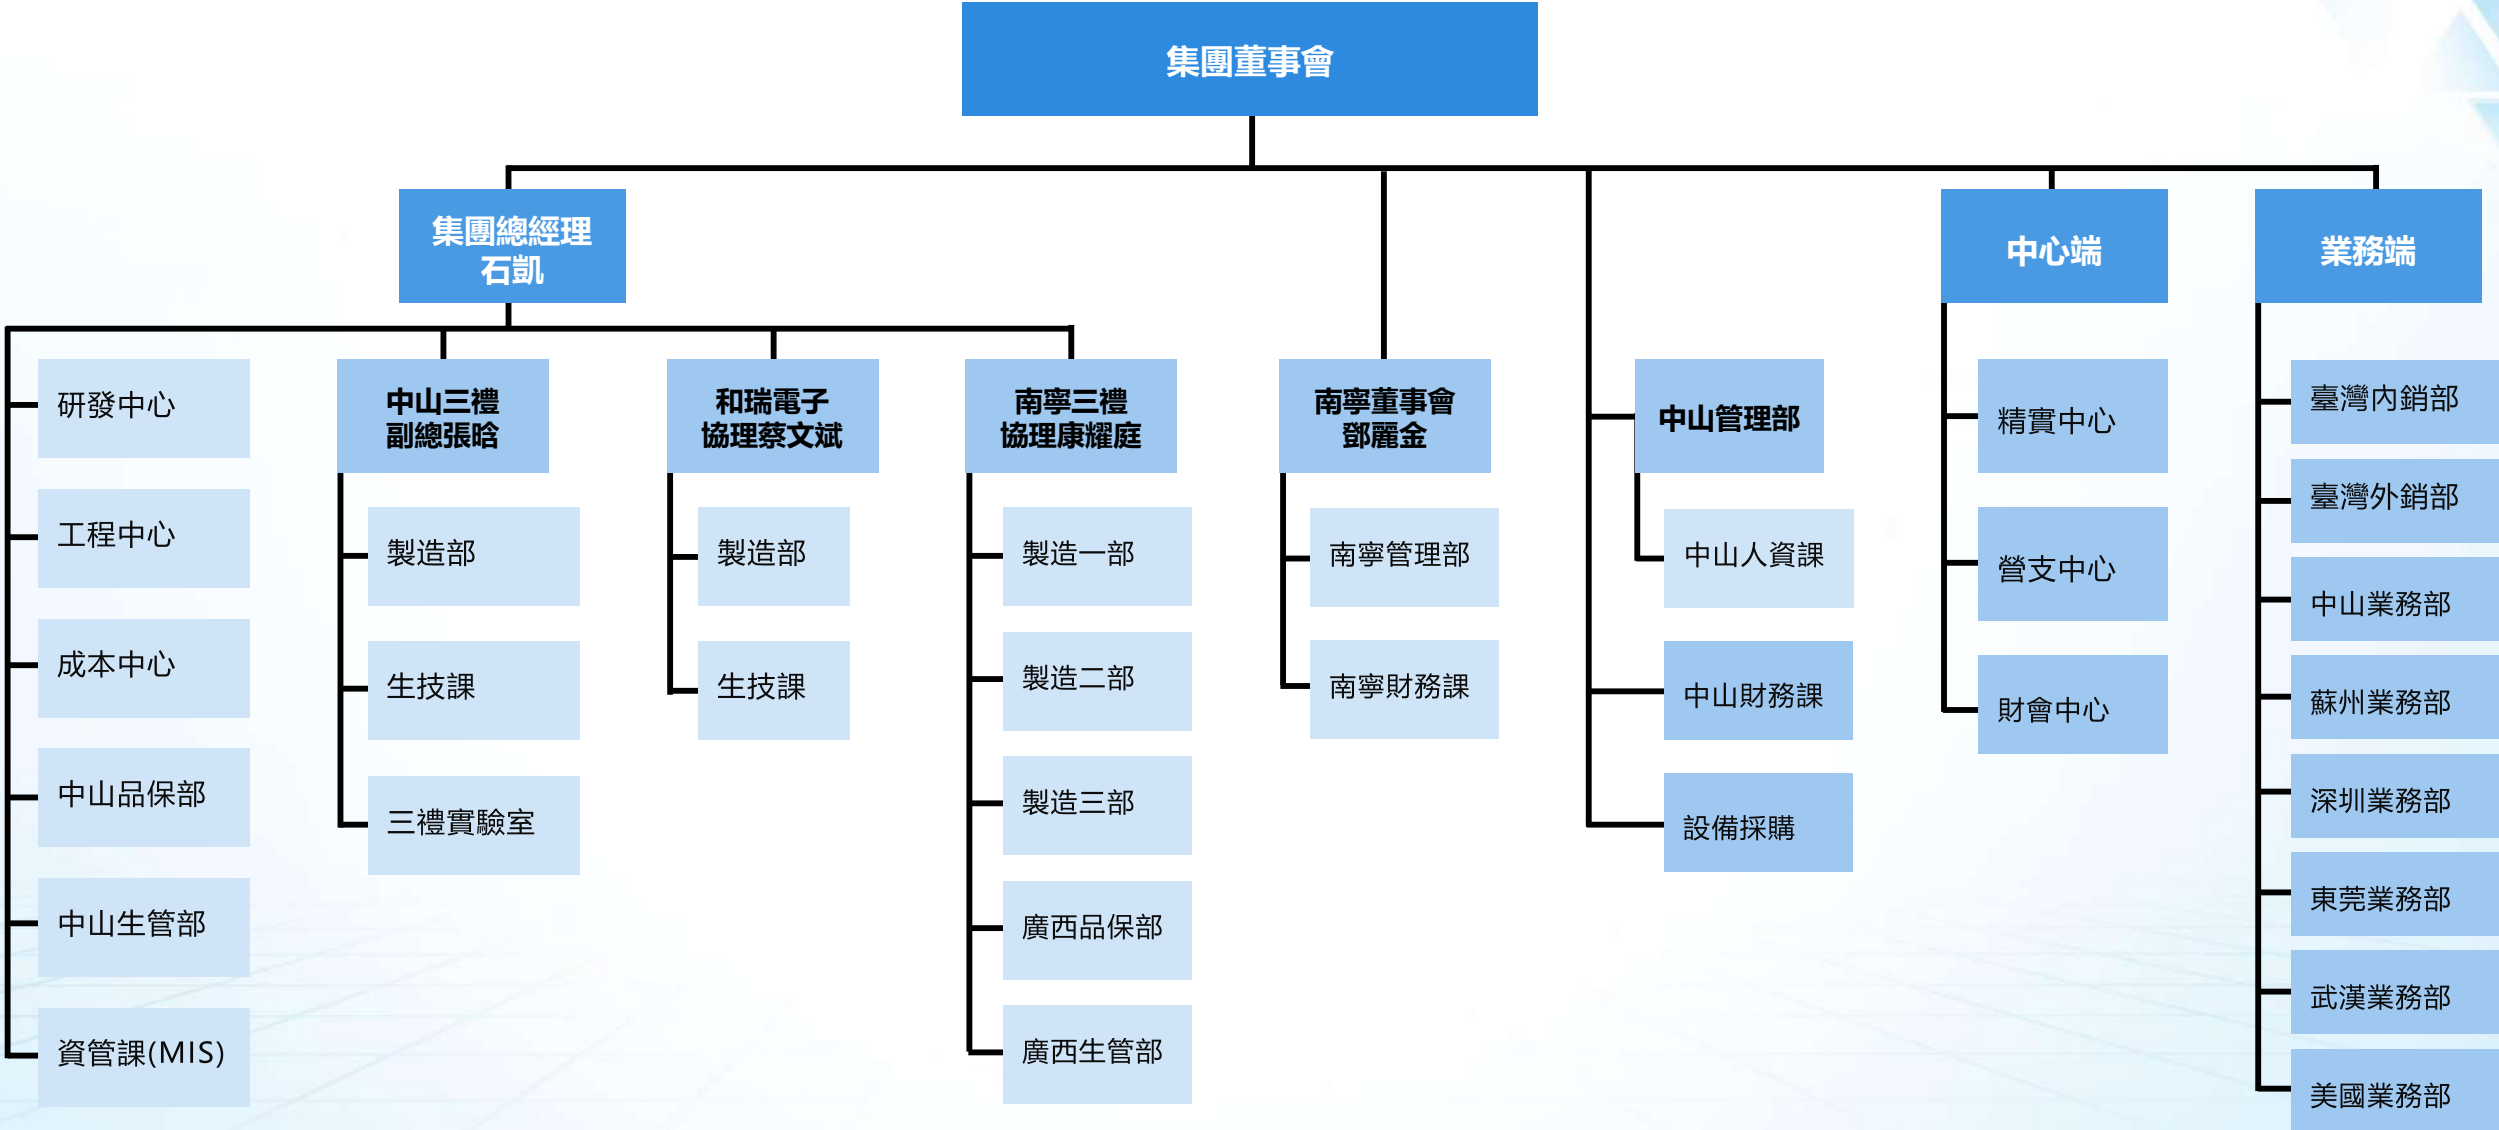 集團董事會
集團總經理
石凱
中心端
業務端
研發中心
工程中心
成本中心
中山品保部
中山生管部
資管課(MIS)
中山三禮
副總張晗
製造部
生技課
三禮實驗室
和瑞電子
協理蔡文斌
製造部
生技課
南寧三禮
協理康耀庭
製造一部
製造二部
製造三部
廣西品保部
廣西生管部
南寧董事會
鄧麗金
南寧管理部
南寧財務課
中山管理部
中山人資課
中山財務課
設備採購
精實中心
營支中心
財會中心
臺灣內銷部
臺灣外銷部
中山業務部
蘇州業務部
深圳業務部
東莞業務部
武漢業務部
美國業務部